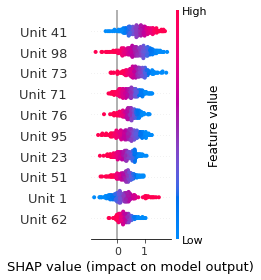 High
Unit 41
Unit 98
Unit 73
Unit 71
Unit 76
Unit 95
Unit 23
Unit 51
Unit 1
Unit 62
Feature value
Low
0 1
SHAP value (impact on model output)